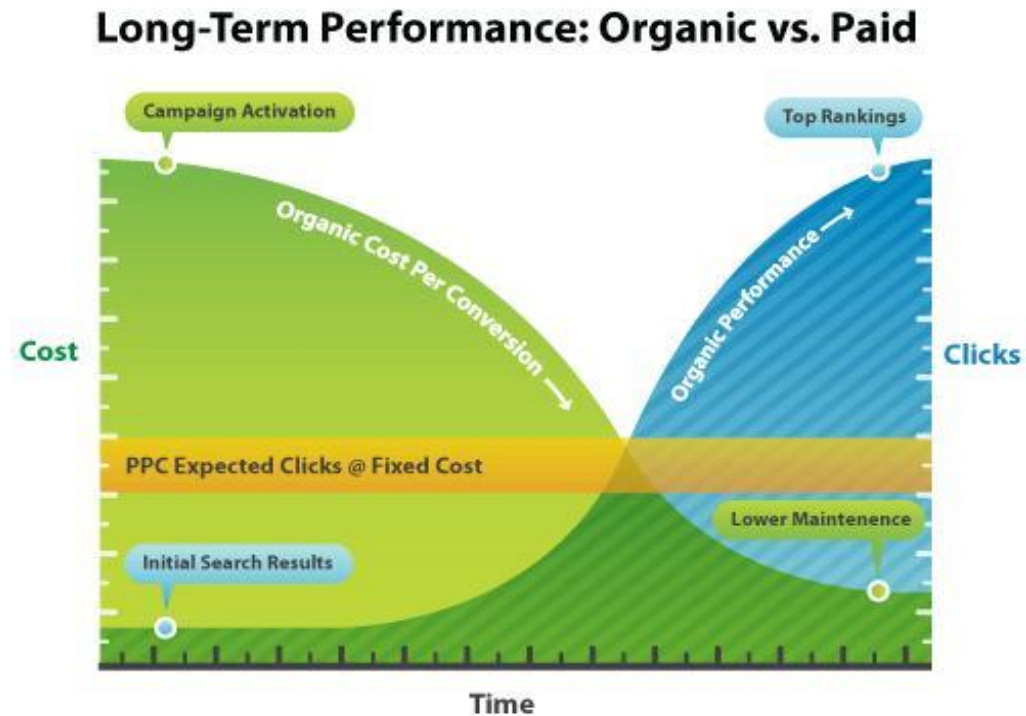 Long-Term Performance: Organic vs. Paid
Campaign Activation
Top Rankings
Organic Cost Per Conversion
Organic Performance
Cost
Clicks
PPC Expected Clicks @ Fixed Cost
Lower Maintenence
Initial Search Results
Time